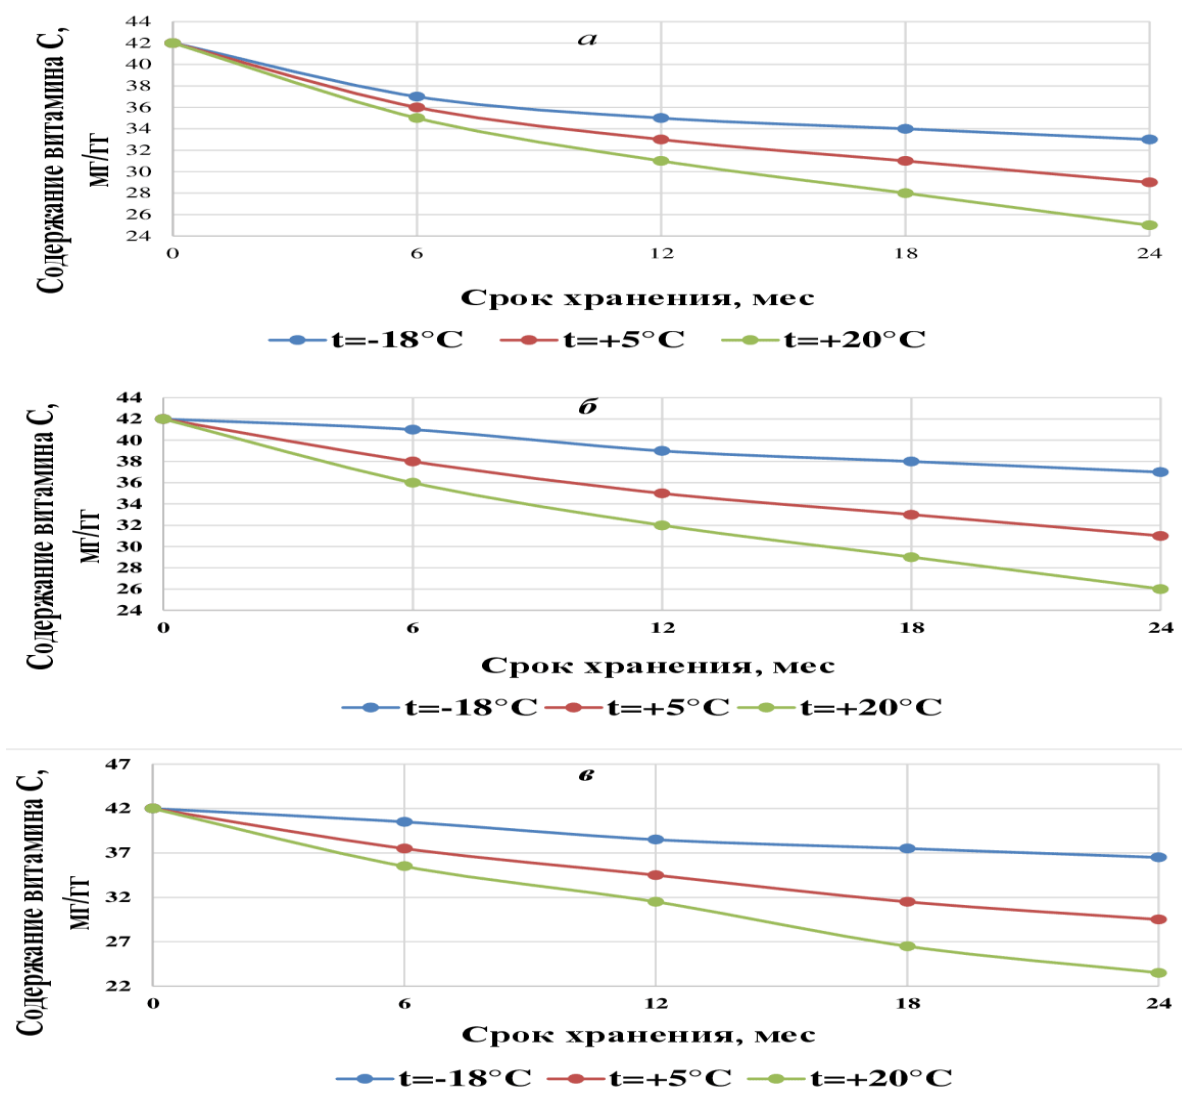 а
Содержание витамина С,
мг/гг
44
42
40
38
36
34
32
30
28
26
24
0 6 12 18 24
Срок хранения, мес
t=-18°C t=+5°C t=+20°C
б
Содержание витамина С,
мг/гг
44
42
40
38
36
34
32
30
28
26
24
0 6 12 18 24
Срок хранения, мес
t=-18°C t=+5°C t=+20°C
в
Содержание витамина С,
мг/гг
47
42
37
32
27
22
0 6 12 18 24
Срок хранения, мес
t=-18°C t=+5°C t=+20°C